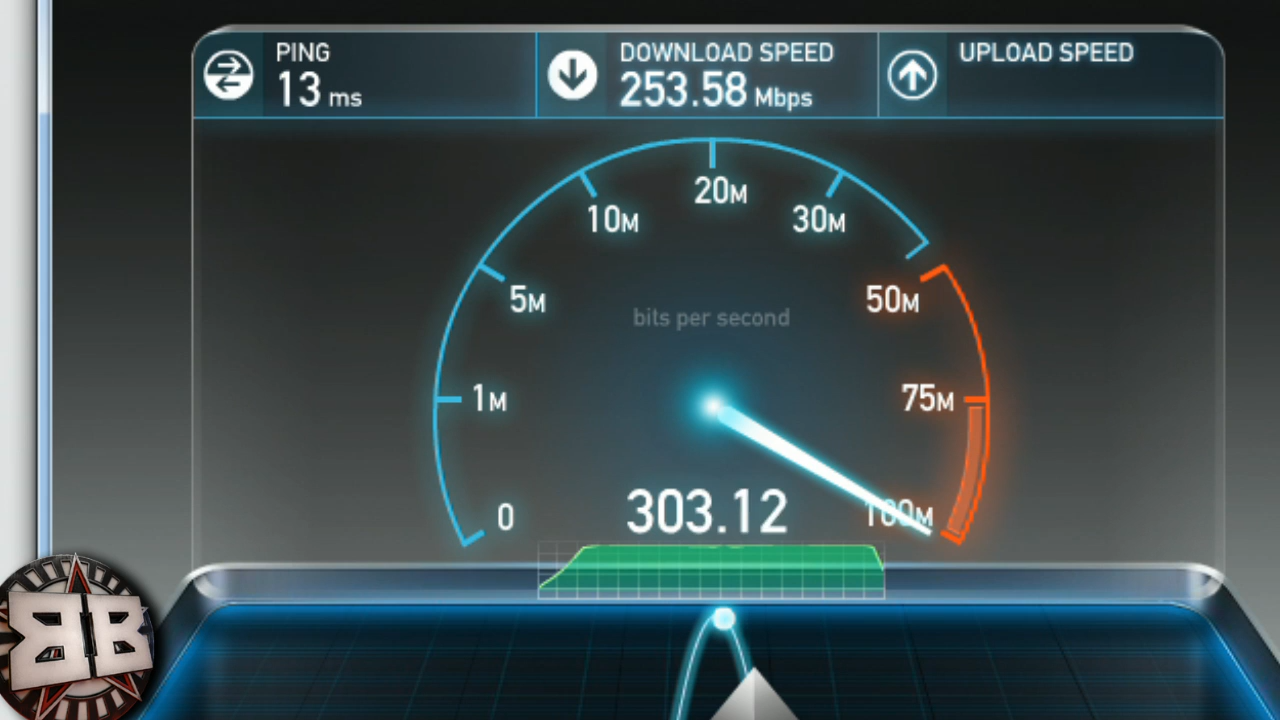 PING
13 ms
DOWNLOAD SPEED
253.58 Mbps
UPLOAD SPEED
20M
10M
30M
5M
50M
bits per second
1M
75M
0
303.12
100M
BB